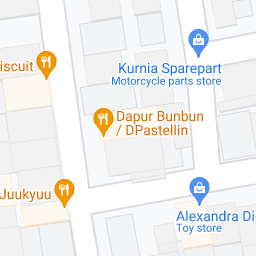 iscuit
Kurnia Sparepart
Motorcycle parts store
Dapur Bunbun
/ DPastellin
Juukyuu
Alexandra Di
Toy store